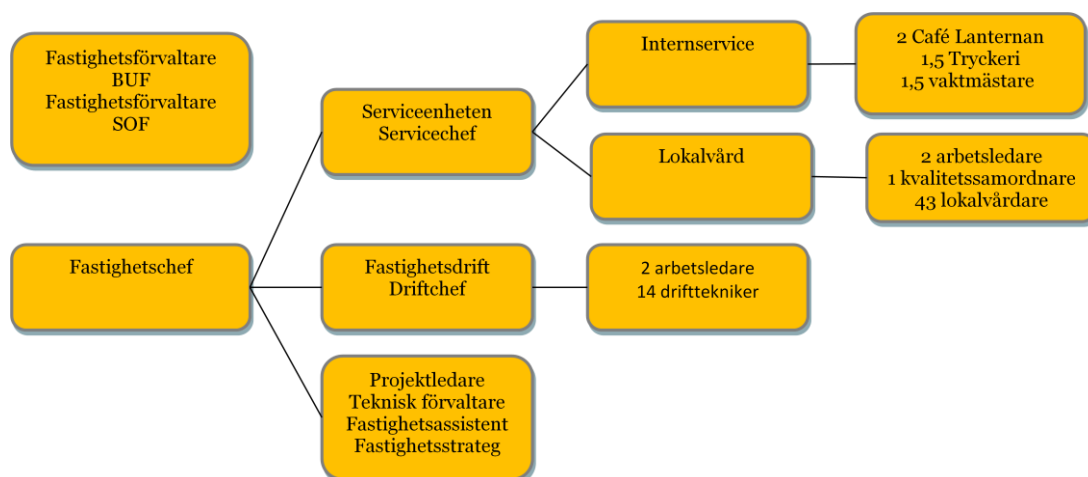 Fastighetsförvaltare
BUF
Fastighetsförvaltare
SOF
Fastighetschef
Serviceenheten
Servicechef
Internservice
2 Café Lanternan
1,5 Tryckeri
1,5 vaktmästare
Lokalvård
2 arbetsledare
1 kvalitetssamordnare
43 lokalvårdare
Fastighetsdrift
Driftchef
2 arbetsledare
14 drifttekniker
Projektledare
Teknisk förvaltare
Fastighetsassistent
Fastighetsstrateg